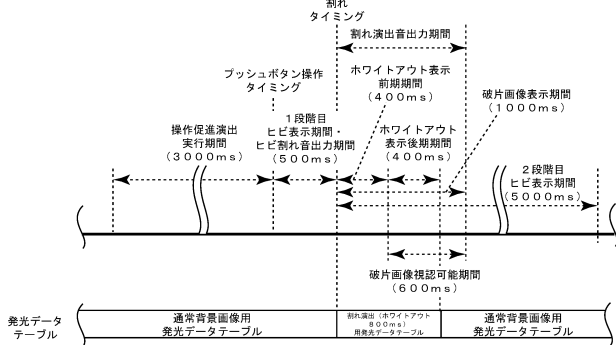 割れ
タイミング
割れ演出音出力期間
プッシュボタン操作
タイミング
ホワイトアウト表示
前期期間
(400ms)
破片画像表示期間
(1000ms)
操作促進演出
実行期間
(3000ms)
1段階目
ヒビ表示期間・
ヒビ割れ音出力期間
(500ms)
ホワイトアウト
表示後期期間
(400ms)
2段階目
ヒビ表示期間
(5000ms)
破片画像視認可能期間
(600ms)
発光データ
テーブル
通常背景画像用
発光データテーブル
割れ演出(ホワイトアウト
800ms)
用発光データテーブル
通常背景画像用
発光データテーブル